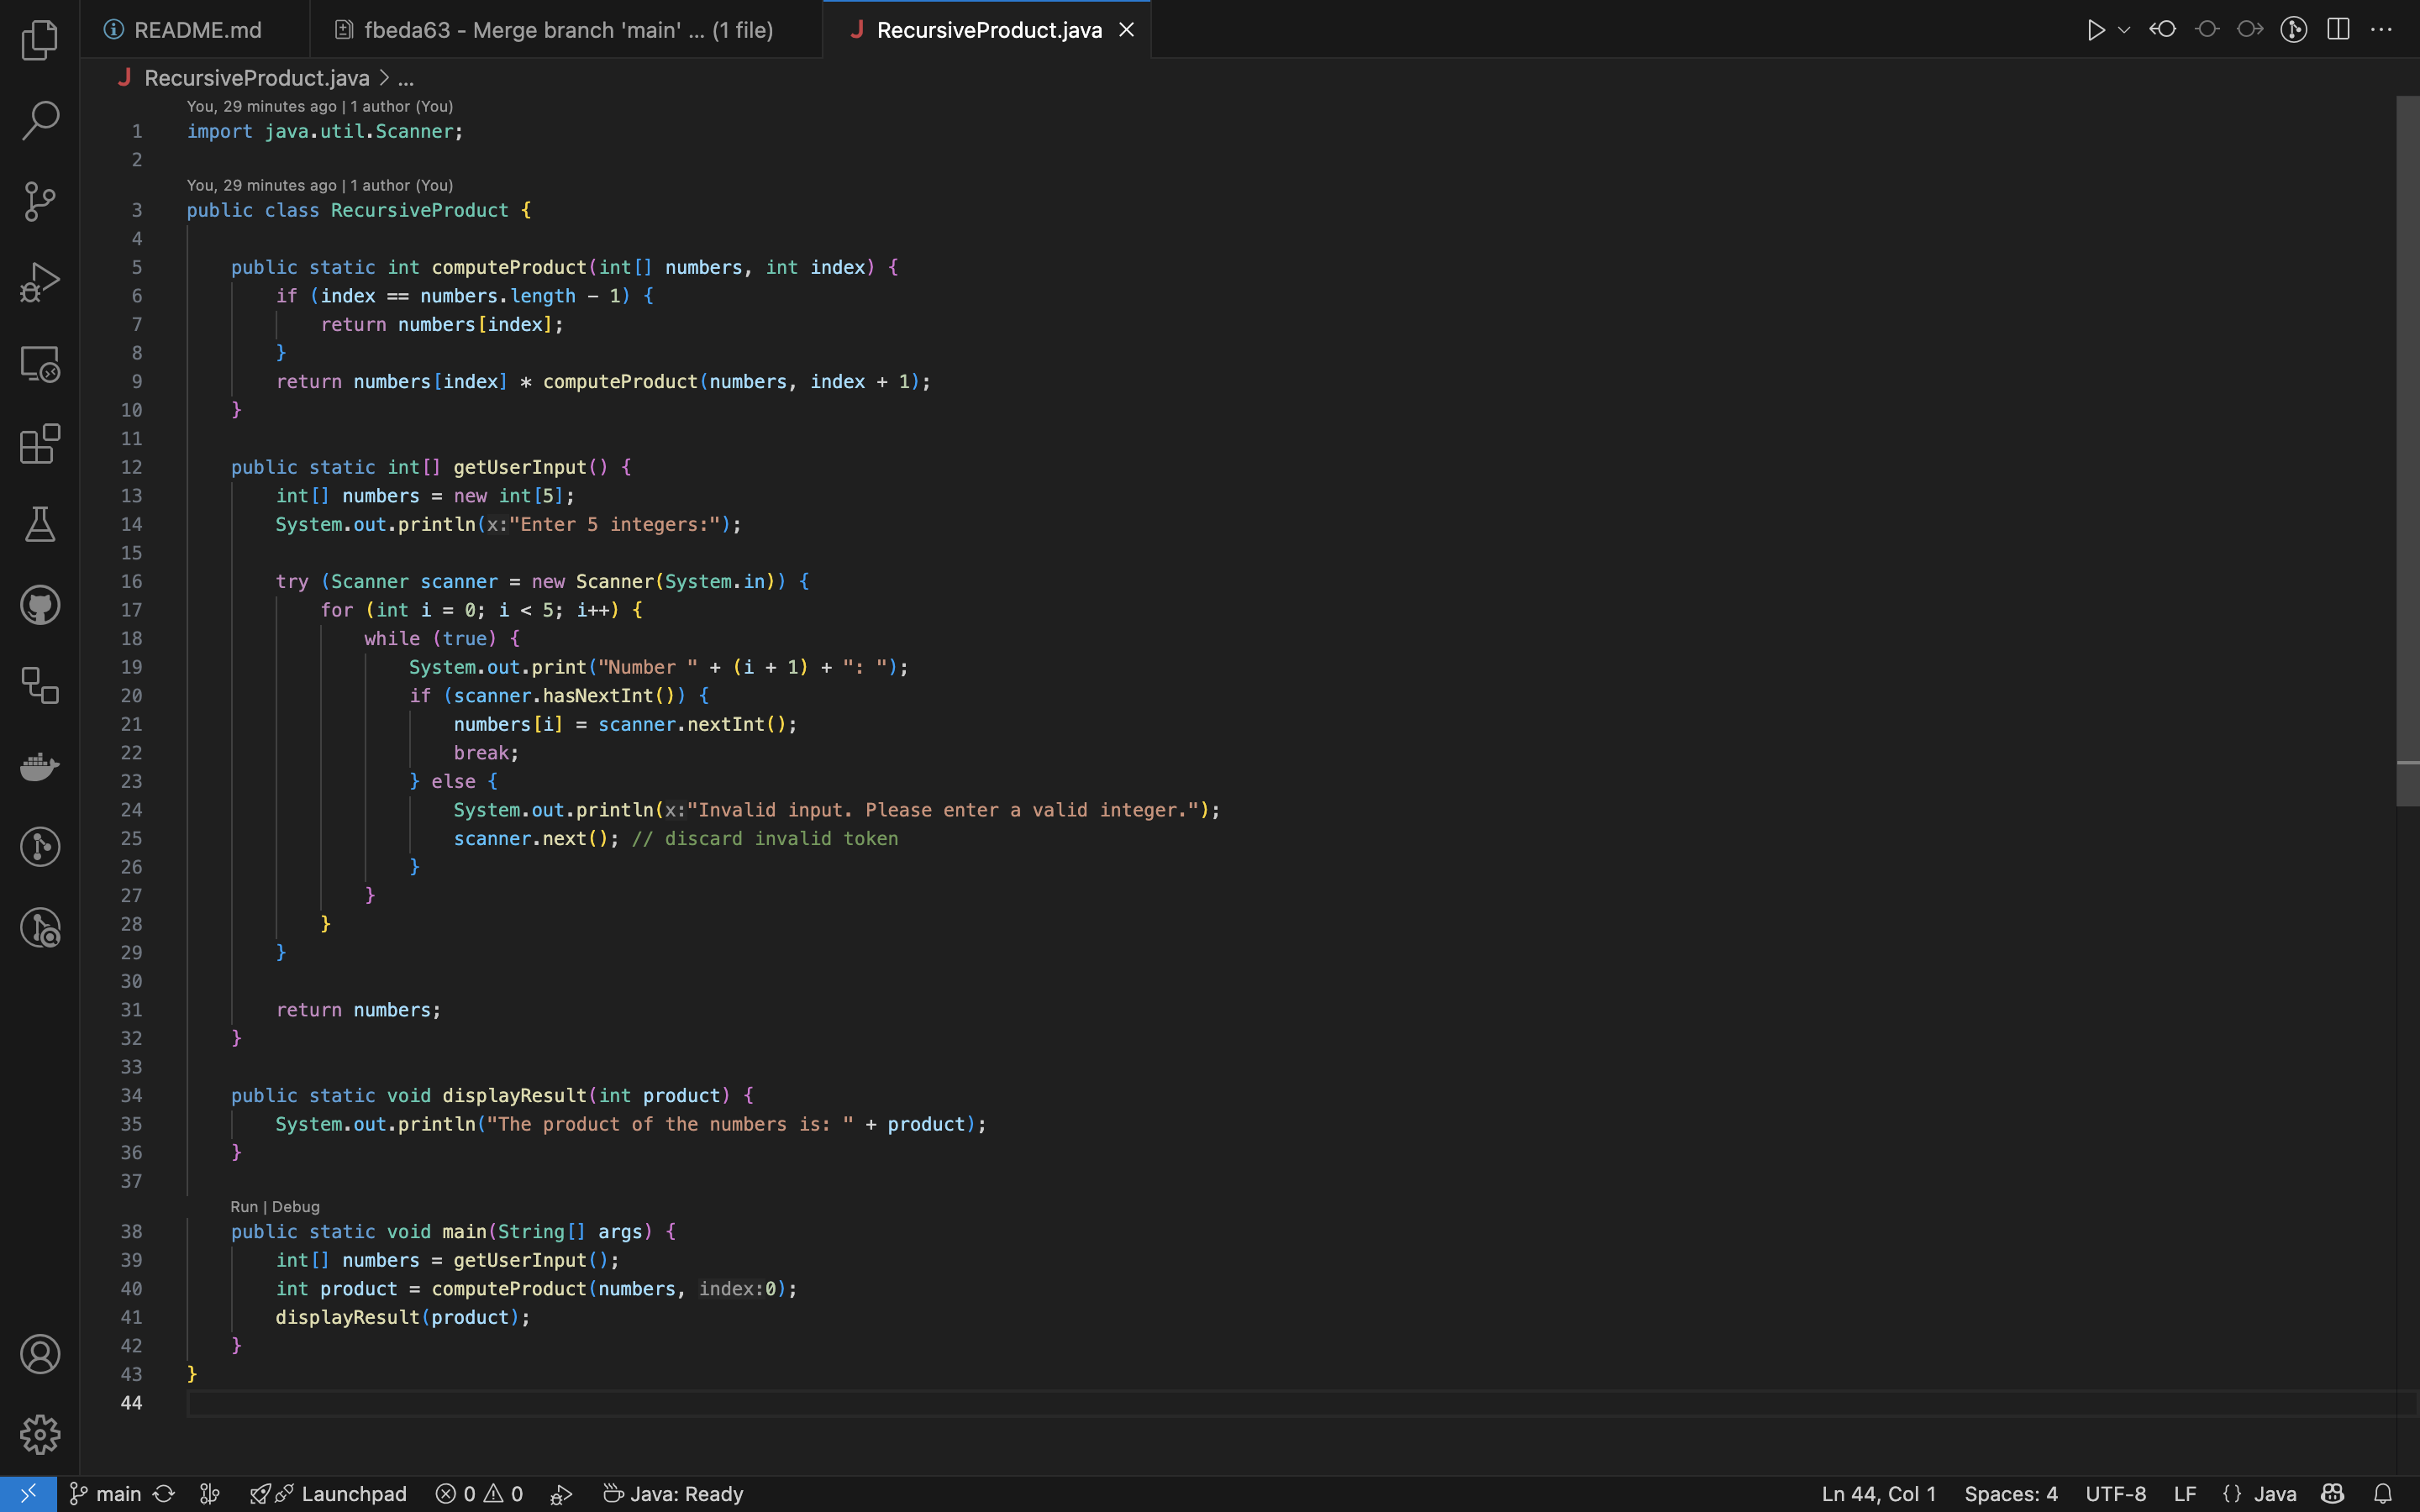 README.md
fbeda63 - Merge branch 'main' ... (1 file)
RecursiveProduct.java
RecursiveProduct.java > ...
You, 29 minutes ago | 1 author (You)
1 import java.util.Scanner;
2
You, 29 minutes ago | 1 author (You)
3 public class RecursiveProduct {
4
5     public static int computeProduct(int[] numbers, int index) {
6         if (index == numbers.length - 1) {
7             return numbers[index];
8         }
9         return numbers[index] * computeProduct(numbers, index + 1);
10     }
11
12     public static int[] getUserInput() {
13         int[] numbers = new int[5];
14         System.out.println(x:"Enter 5 integers:");
15
16         try (Scanner scanner = new Scanner(System.in)) {
17             for (int i = 0; i < 5; i++) {
18                 while (true) {
19                     System.out.print("Number " + (i + 1) + ": ");
20                     if (scanner.hasNextInt()) {
21                         numbers[i] = scanner.nextInt();
22                         break;
23                     } else {
24                         System.out.println(x:"Invalid input. Please enter a valid integer.");
25                         scanner.next(); // discard invalid token
26                     }
27                 }
28             }
29         }
30
31         return numbers;
32     }
33
34     public static void displayResult(int product) {
35         System.out.println("The product of the numbers is: " + product);
36     }
37
Run | Debug
38     public static void main(String[] args) {
39         int[] numbers = getUserInput();
40         int product = computeProduct(numbers, index:0);
41         displayResult(product);
42     }
43 }
44
main Launchpad 0 0 Java: Ready Ln 44, Col 1 Spaces: 4 UTF-8 LF {} Java